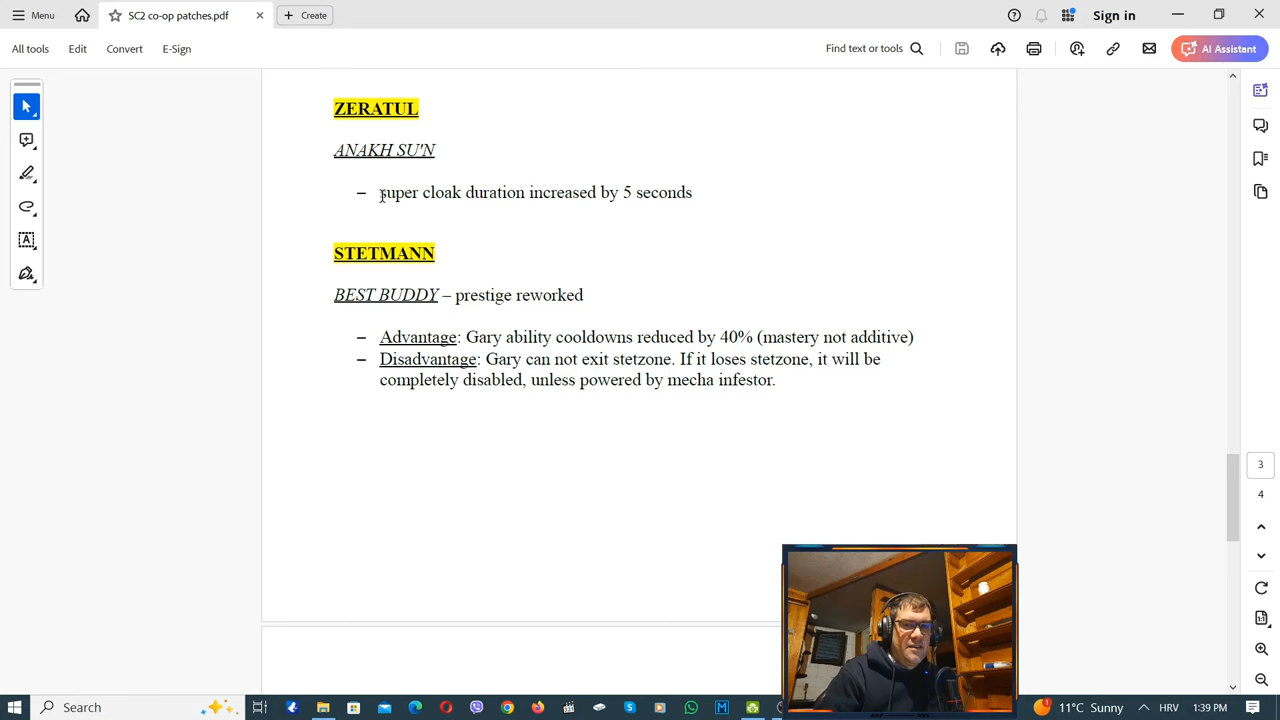 Menu
SC2 co-op patches.pdf
Create
Sign in
All tools
Edit
Convert
E-Sign
Find text or tools
AI Assistant
ZERATUL
ANAKH SU'N
– super cloak duration increased by 5 seconds
STETMANN
BEST BUDDY – prestige reworked
– Advantage: Gary ability cooldowns reduced by 40% (mastery not additive)
– Disadvantage: Gary can not exit stetzone. If it loses stetzone, it will be
completely disabled, unless powered by mecha infestor.
3
4
Search
11°C Sunny
HRV
1:39 PM